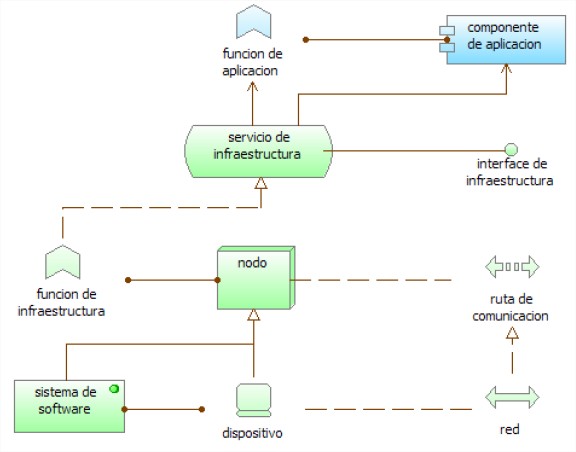 componente
de aplicacion
funcion de
aplicacion
servicio de
infraestructura
interface de
infraestructura
nodo
funcion de
infraestructura
ruta de
comunicacion
sistema de
software
dispositivo
red